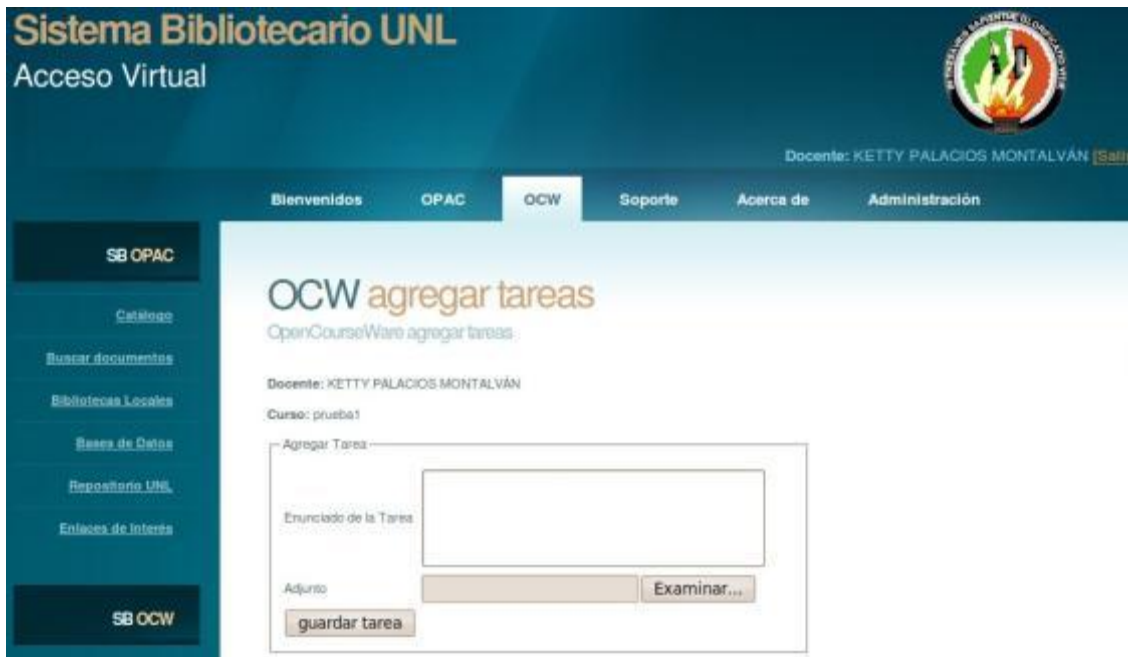 Sistema Bibliotecario UNL
Acceso Virtual
Docente: KETTY PALACIOS MONTALVÁN
Bienvenidos OPAC OCW Soporte Acerca de Administración
SB OPAC
Catálogo
Buscar documentos
Bibliotecas Locales
Bases de Datos
Repositorio UNL
Enlaces de Interés
SB OCW
OCW agregar tareas
OpenCourseWare agregar tareas
Docente: KETTY PALACIOS MONTALVÁN
Curso: prueba1
Agregar Tarea
Enunciado de la Tarea
Adjunto Examinar...
guardar tarea